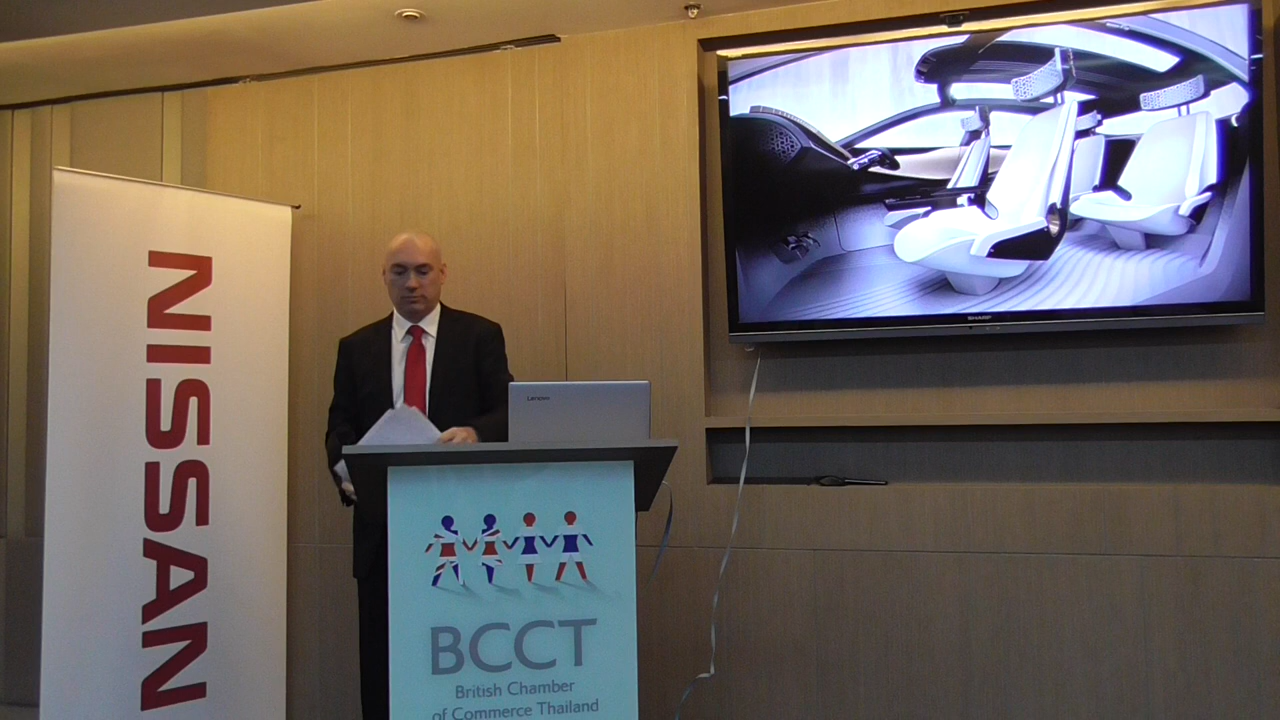 NISSAN
SHARP
Lenovo
BCCT
British Chamber
of Commerce Thailand